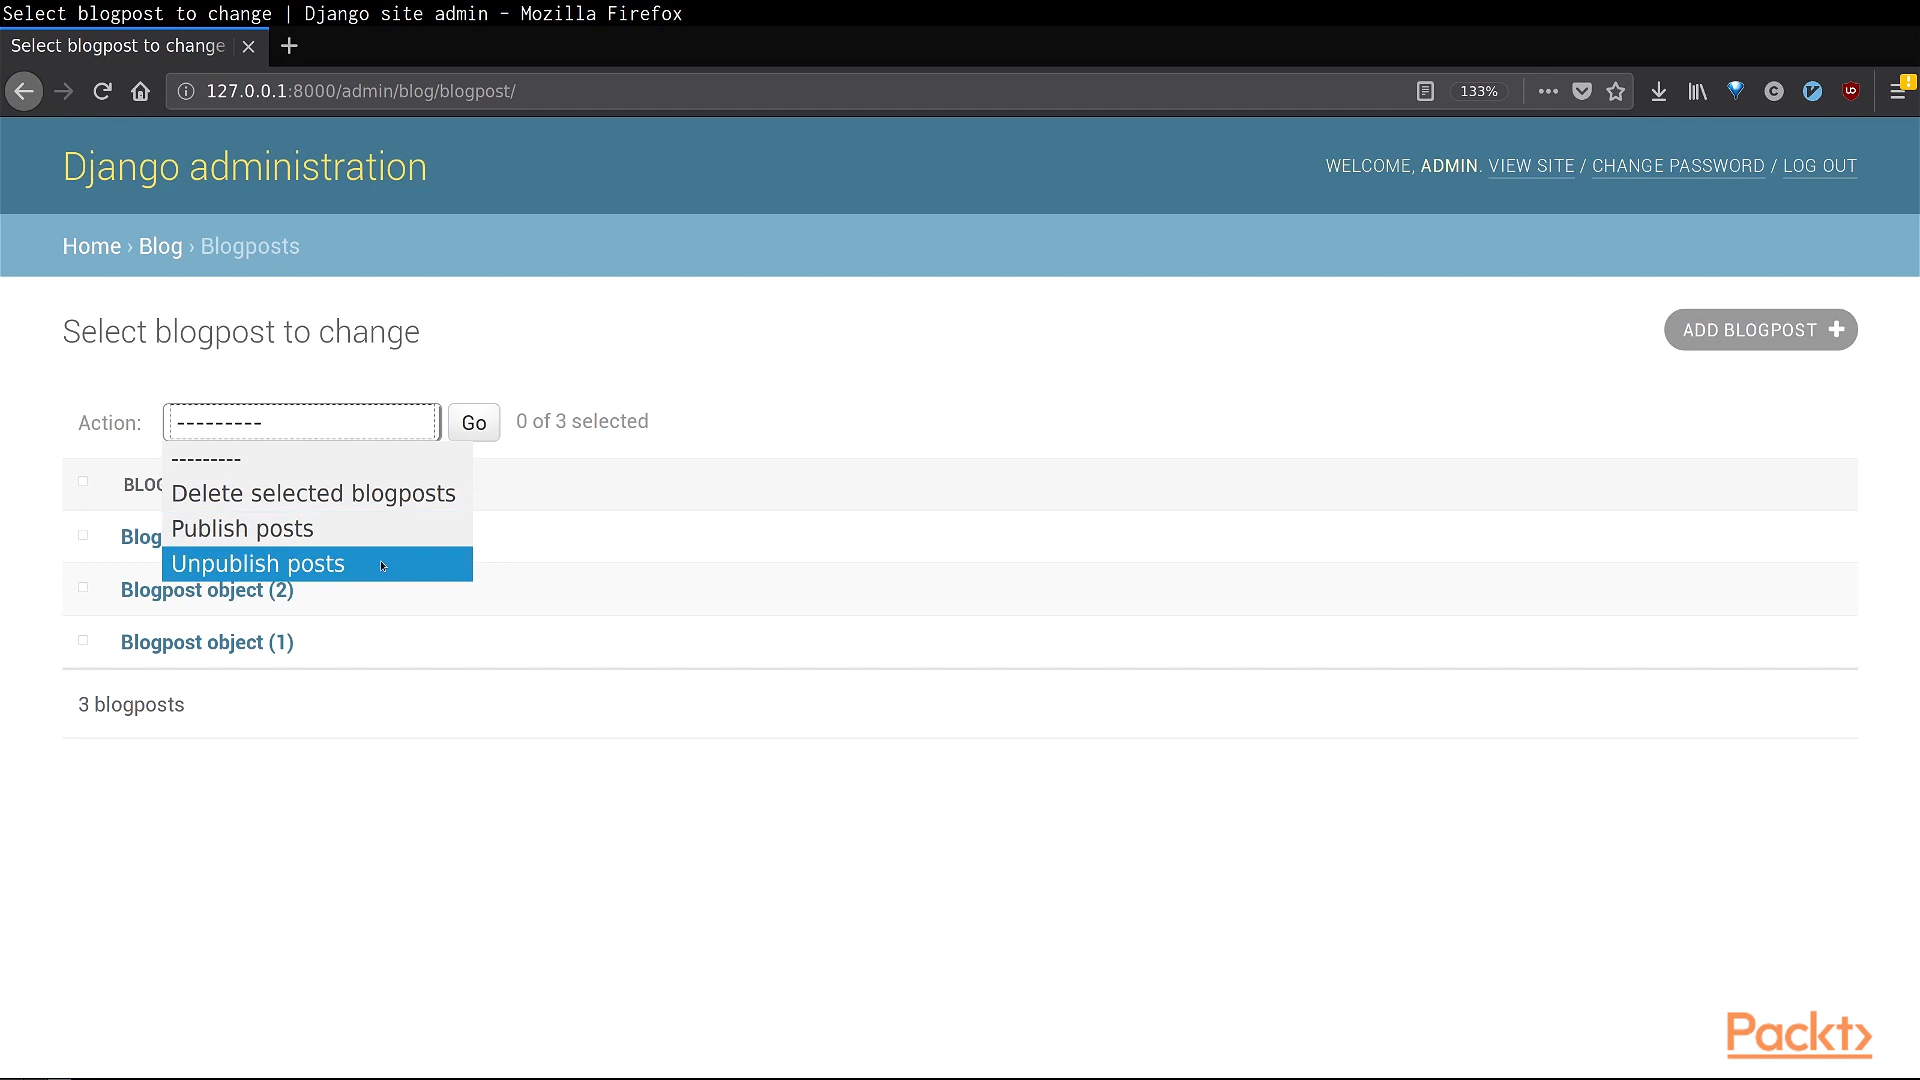 Select blogpost to change | Django site admin - Mozilla Firefox
Select blogpost to change
127.0.0.1:8000/admin/blog/blogpost/
133%
Django administration
WELCOME, ADMIN. VIEW SITE / CHANGE PASSWORD / LOG OUT
Home › Blog › Blogposts
Select blogpost to change
ADD BLOGPOST +
Action: --------- Go 0 of 3 selected
---------
BLOG
Delete selected blogposts
Publish posts
Blog
Unpublish posts
Blogpost object (2)
Blogpost object (1)
3 blogposts
Packt>